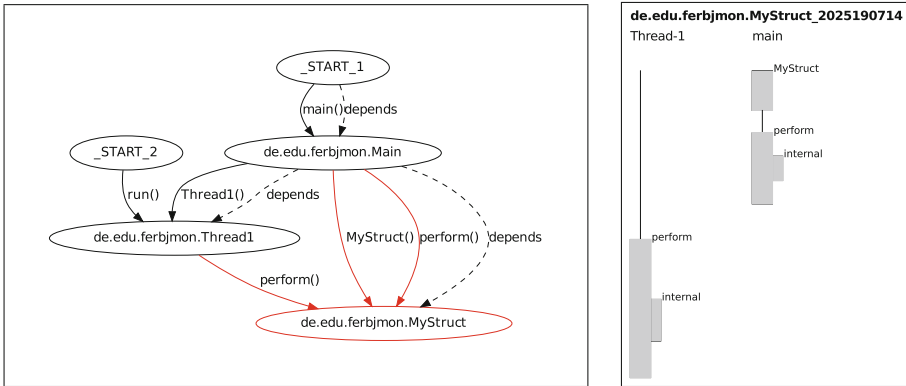 _START_1
main()
depends
_START_2
de.edu.ferbjmon.Main
run()
Thread1()
depends
de.edu.ferbjmon.Thread1
MyStruct()
perform()
depends
perform()
de.edu.ferbjmon.MyStruct
de.edu.ferbjmon.MyStruct_2025190714
Thread-1
main
MyStruct
perform
internal
perform
internal